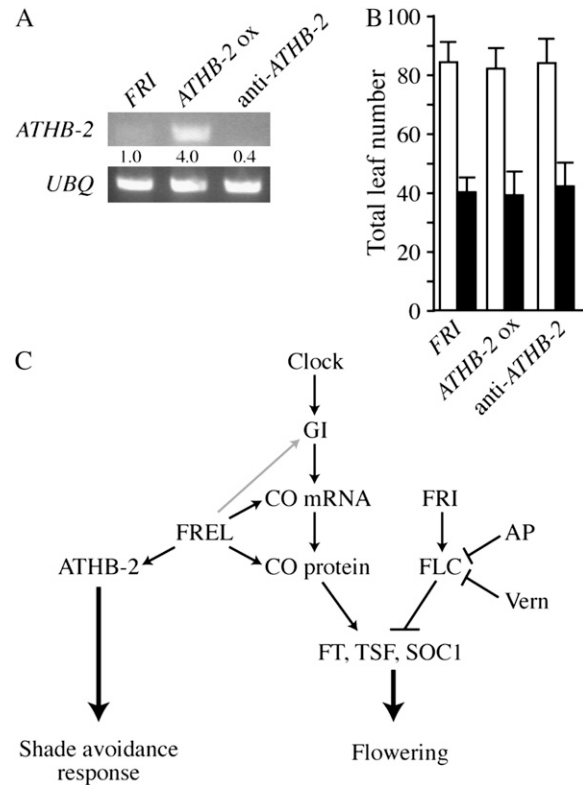 A
FRI
ATHB-2 ox
anti-ATHB-2
ATHB-2
1.0 4.0 0.4
UBQ
B
Total leaf number
100
80
60
40
20
0
FRI
ATHB-2 ox
anti-ATHB-2
C
Clock
GI
CO mRNA
FRI
FREL
AP
ATHB-2
CO protein
FLC
Vern
FT, TSF, SOC1
Shade avoidance
response
Flowering